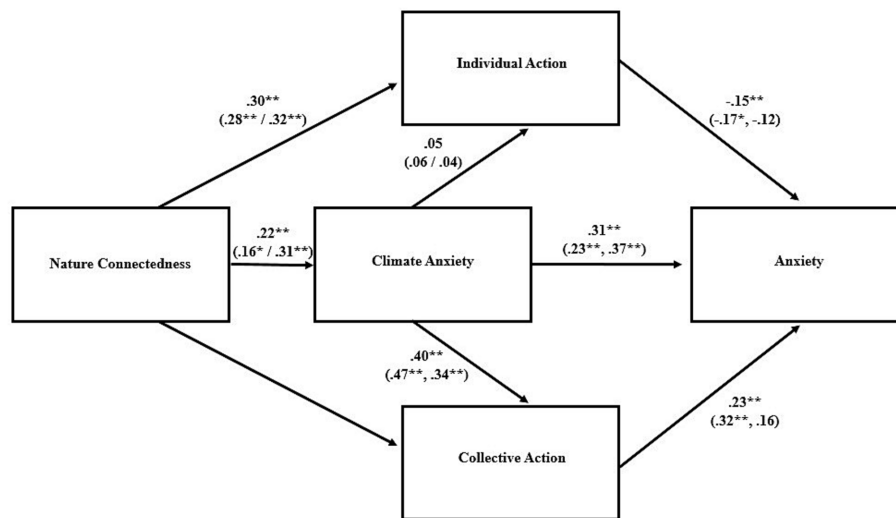 Individual Action
.30**
(.28** / .32**)
-.15**
(-.17*, -.12)
.05
(.06 / .04)
Nature Connectedness
.22**
(.16* / .31**)
Climate Anxiety
.31**
(.23**, .37**)
Anxiety
.40**
(.47**, .34**)
.23**
(.32**, .16)
Collective Action